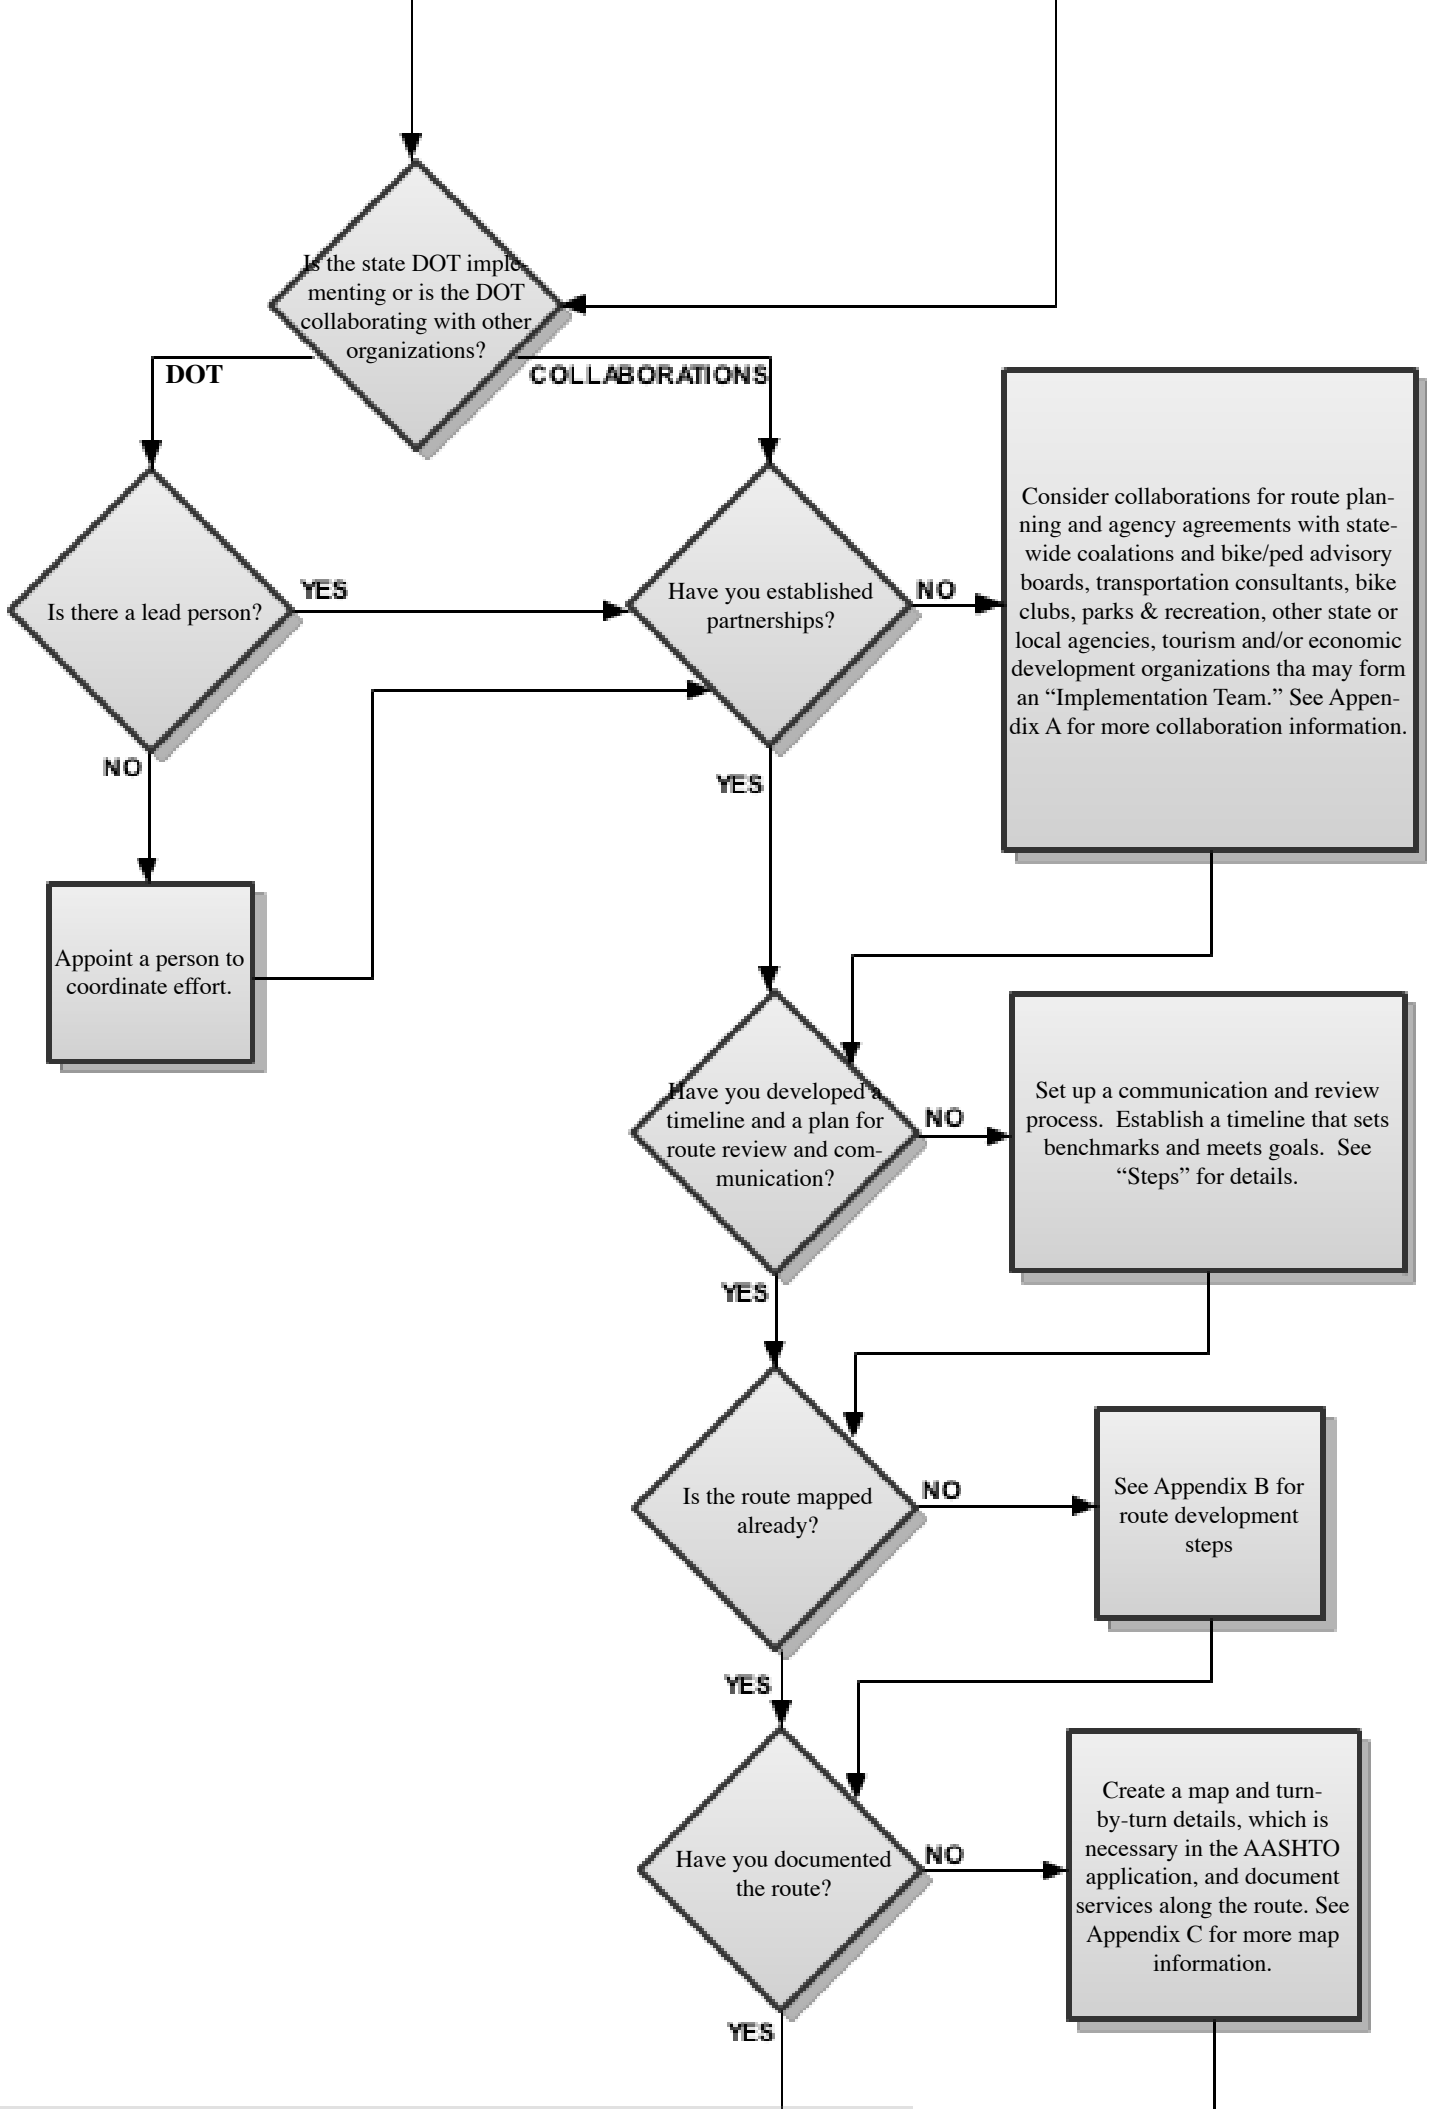 Is the state DOT imple-
menting or is the DOT
collaborating with other
organizations?
DOT
COLLABORATIONS
Is there a lead person?
YES
NO
Have you established
partnerships?
NO
YES
Consider collaborations for route plan-
ning and agency agreements with state-
wide coalations and bike/ped advisory
boards, transportation consultants, bike
clubs, parks & recreation, other state or
local agencies, tourism and/or economic
development organizations tha may form
an “Implementation Team.” See Appen-
dix A for more collaboration information.
Appoint a person to
coordinate effort.
Have you developed a
timeline and a plan for
route review and com-
munication?
NO
YES
Set up a communication and review
process.  Establish a timeline that sets
benchmarks and meets goals.  See
“Steps” for details.
Is the route mapped
already?
NO
YES
See Appendix B for
route development
steps
Have you documented
the route?
NO
YES
Create a map and turn-
by-turn details, which is
necessary in the AASHTO
application, and document
services along the route. See
Appendix C for more map
information.